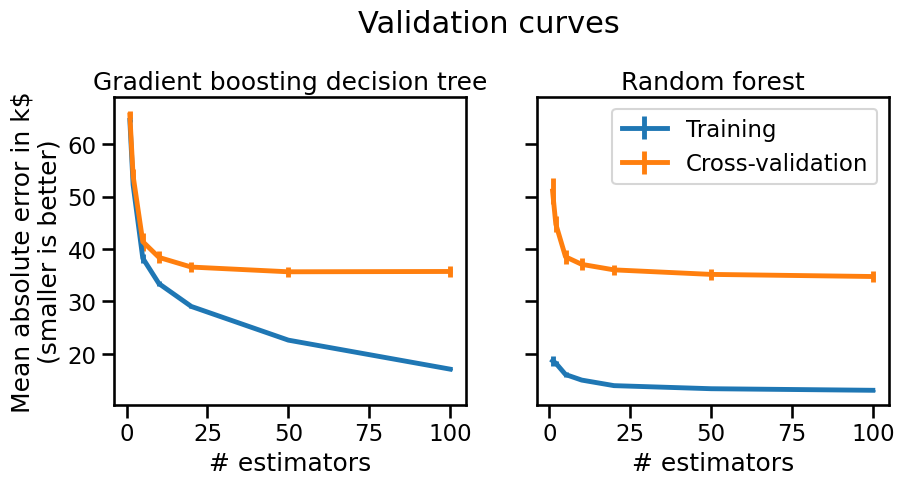 Validation curves
Gradient boosting decision tree
Random forest
Mean absolute error in k$
(smaller is better)
60
50
40
30
20
0 25 50 75 100
# estimators
Training
Cross-validation
0 25 50 75 100
# estimators